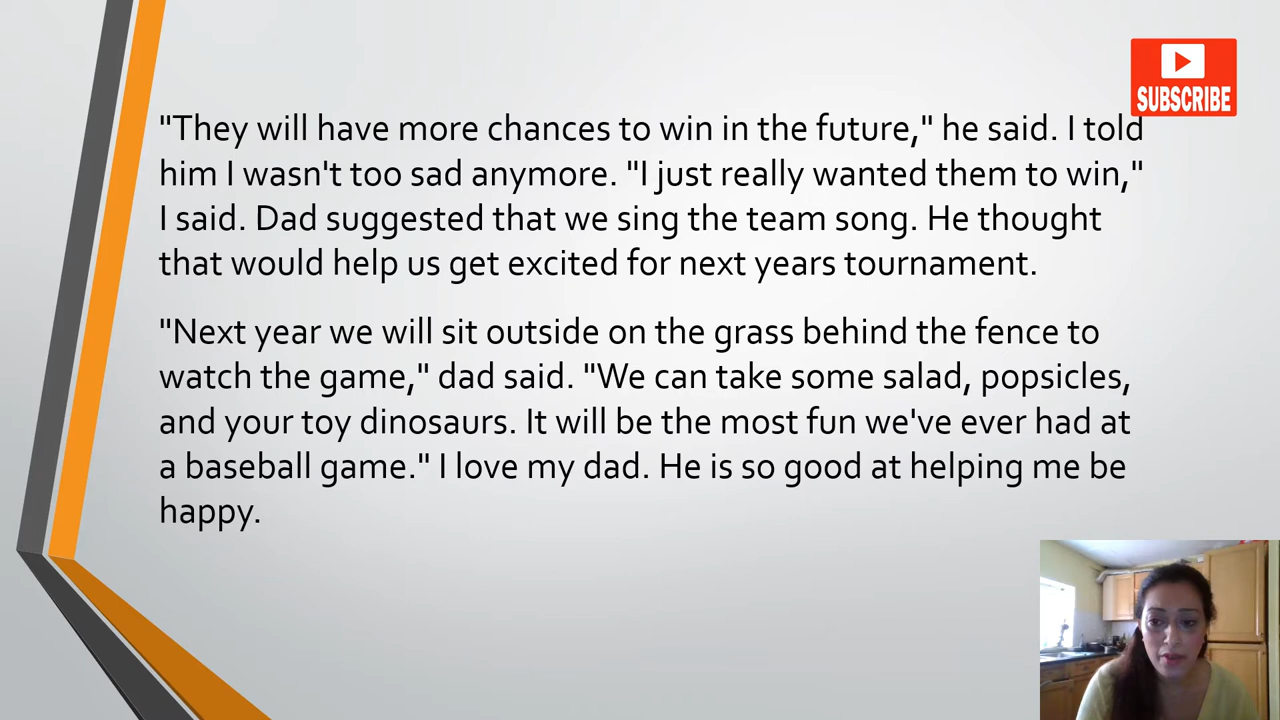 SUBSCRIBE
"They will have more chances to win in the future," he said. I told
him I wasn't too sad anymore. "I just really wanted them to win,"
I said. Dad suggested that we sing the team song. He thought
that would help us get excited for next years tournament.
"Next year we will sit outside on the grass behind the fence to
watch the game," dad said. "We can take some salad, popsicles,
and your toy dinosaurs. It will be the most fun we've ever had at
a baseball game." I love my dad. He is so good at helping me be
happy.